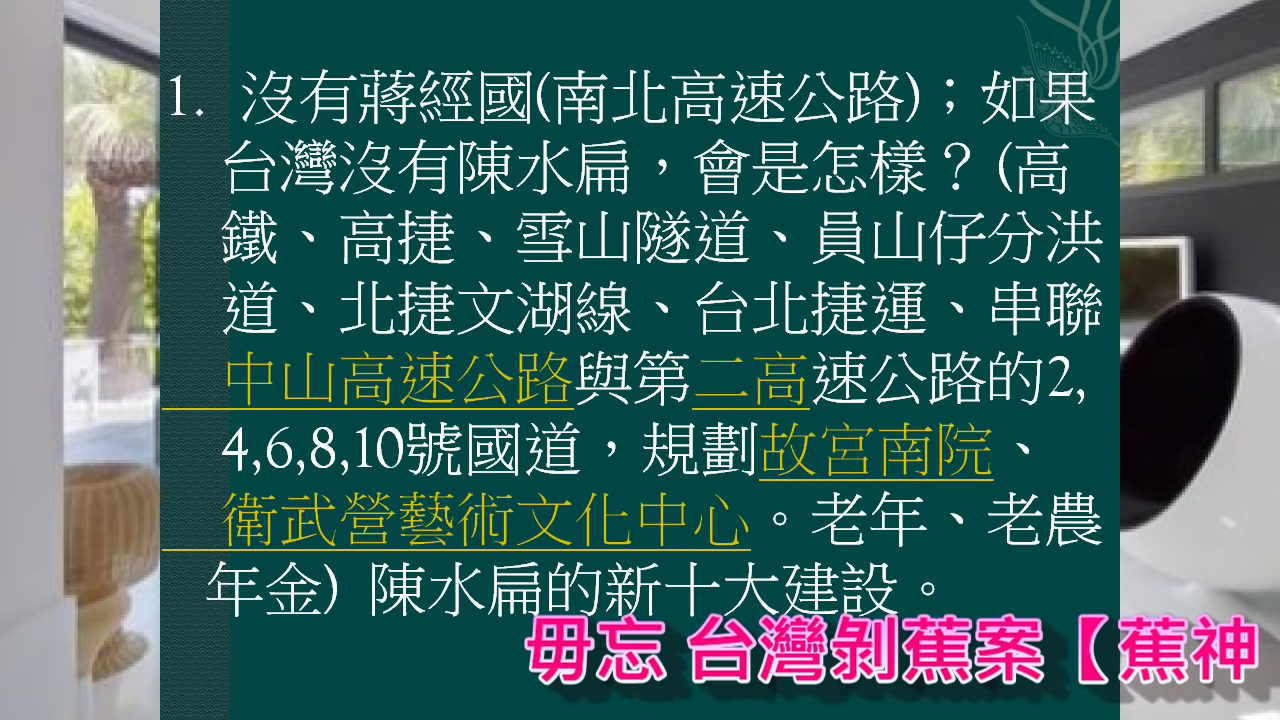 1. 沒有蔣經國(南北高速公路)；如果
台灣沒有陳水扁，會是怎樣？(高
鐵、高捷、雪山隧道、員山仔分洪
道、北捷文湖線、台北捷運、串聯
中山高速公路與第二高速公路的2,
4,6,8,10號國道，規劃故宮南院、
衛武營藝術文化中心。老年、老農
年金) 陳水扁的新十大建設。
毋忘 台灣剝蕉案【蕉神